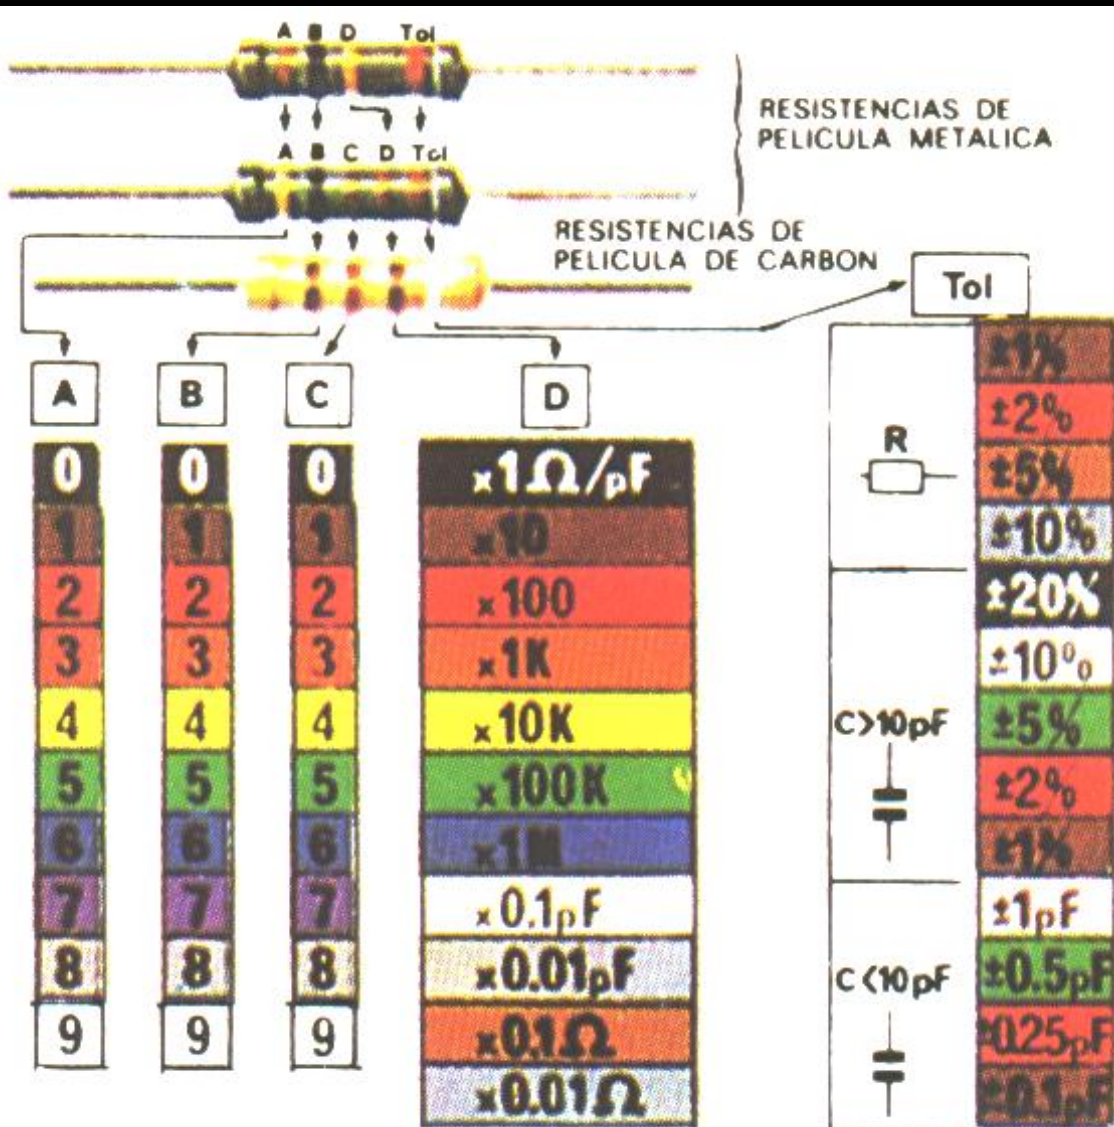 A B D Tol
RESISTENCIAS DE
PELICULA METALICA
A B C D Tol
RESISTENCIAS DE
PELICULA DE CARBON
Tol
A B C D
0 0 0 x1Ω/pF
1 1 1 x10
2 2 2 x100
3 3 3 x1K
4 4 4 x10K
5 5 5 x100K
6 6 6 x1M
7 7 7 x0.1pF
8 8 8 x0.01pF
9 9 9 x0.1Ω
x0.01Ω
R
±1%
±2%
±5%
±10%
C>10pF
±20%
±10%
±5%
±2%
±1%
C<10pF
±1pF
±0.5pF
±0.25pF
±0.1pF